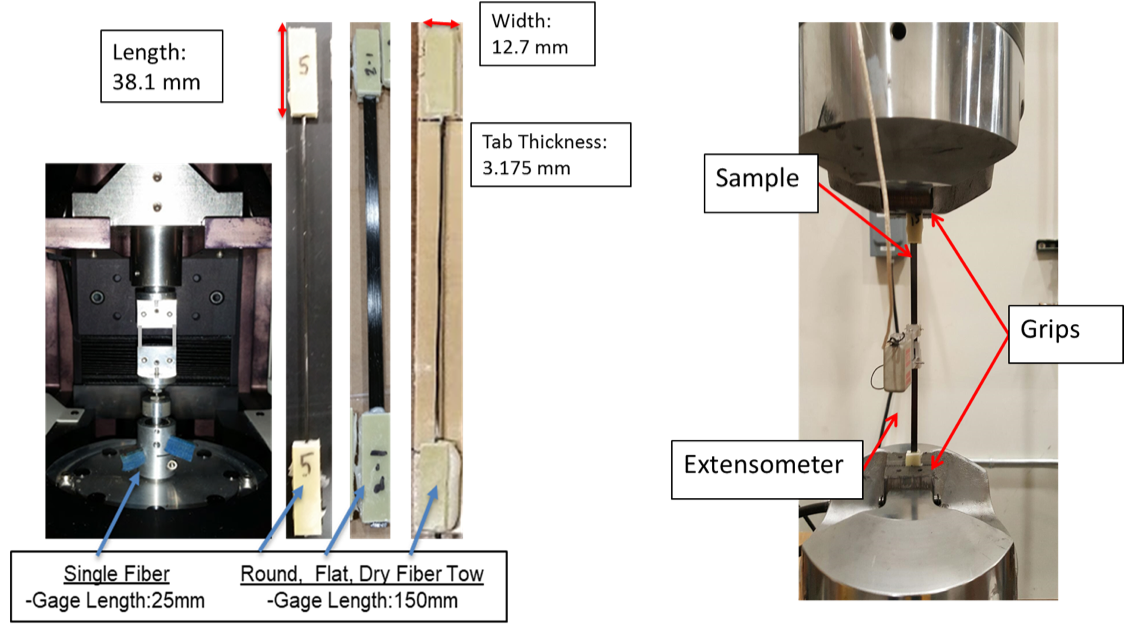 Length:
38.1 mm
Width:
12.7 mm
Tab Thickness:
3.175 mm
5
2-1
5
2-1
Single Fiber
-Gage Length:25mm
Round, Flat, Dry Fiber Tow
-Gage Length:150mm
Sample
Grips
Extensometer